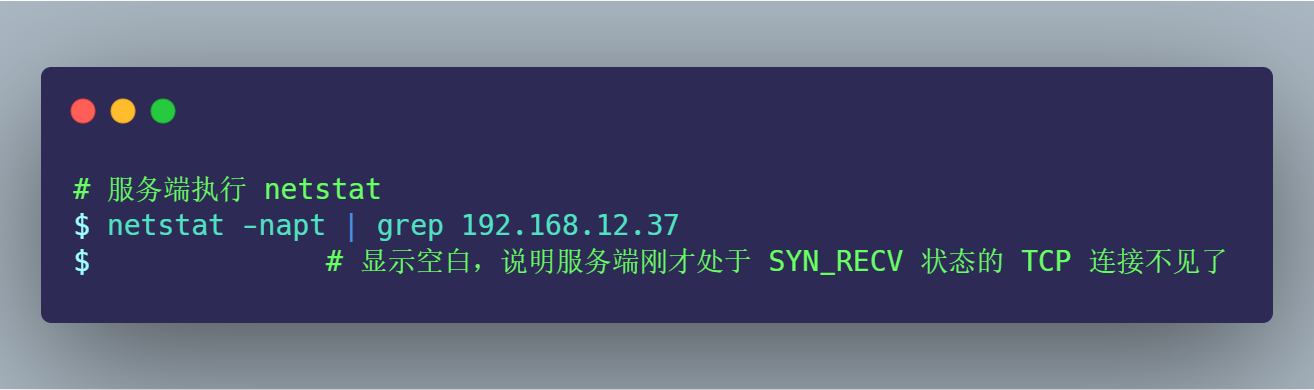 # 服务端执行 netstat
$ netstat -napt | grep 192.168.12.37
$ # 显示空白，说明服务端刚才处于 SYN_RECV 状态的 TCP 连接不见了